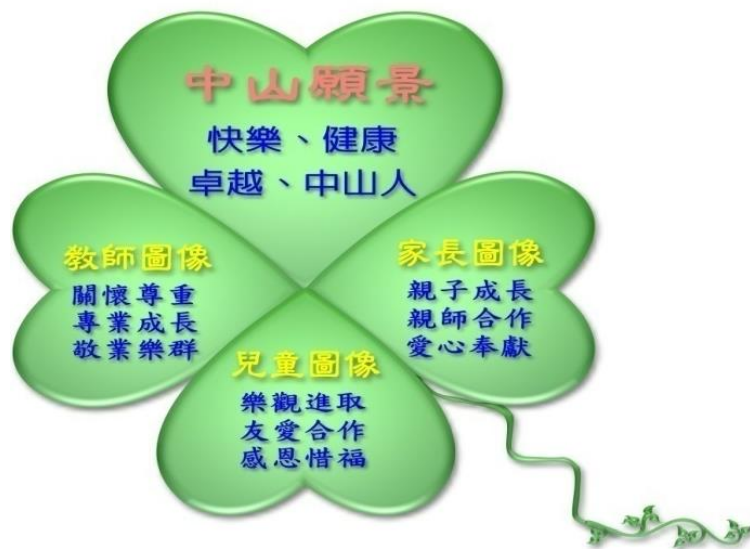 中山願景
快樂、健康
卓越、中山人
教師圖像
關懷尊重
專業成長
敬業樂群
家長圖像
親子成長
親師合作
愛心奉獻
兒童圖像
樂觀進取
友愛合作
感恩惜福